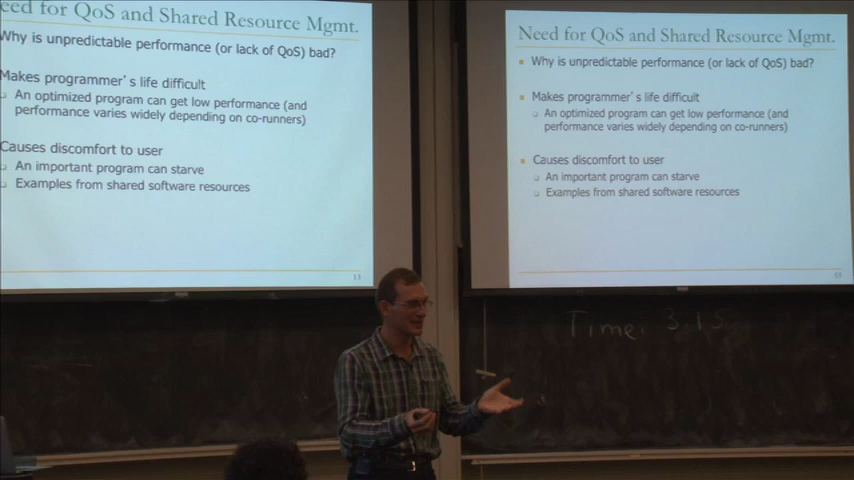 eed for QoS and Shared Resource Mgmt.
Why is unpredictable performance (or lack of QoS) bad?
Makes programmer's life difficult
An optimized program can get low performance (and
performance varies widely depending on co-runners)
Causes discomfort to user
An important program can starve
Examples from shared software resources
13
Need for QoS and Shared Resource Mgmt.
Why is unpredictable performance (or lack of QoS) bad?
Makes programmer's life difficult
An optimized program can get low performance (and
performance varies widely depending on co-runners)
Causes discomfort to user
An important program can starve
Examples from shared software resources
13
Time: 3.15